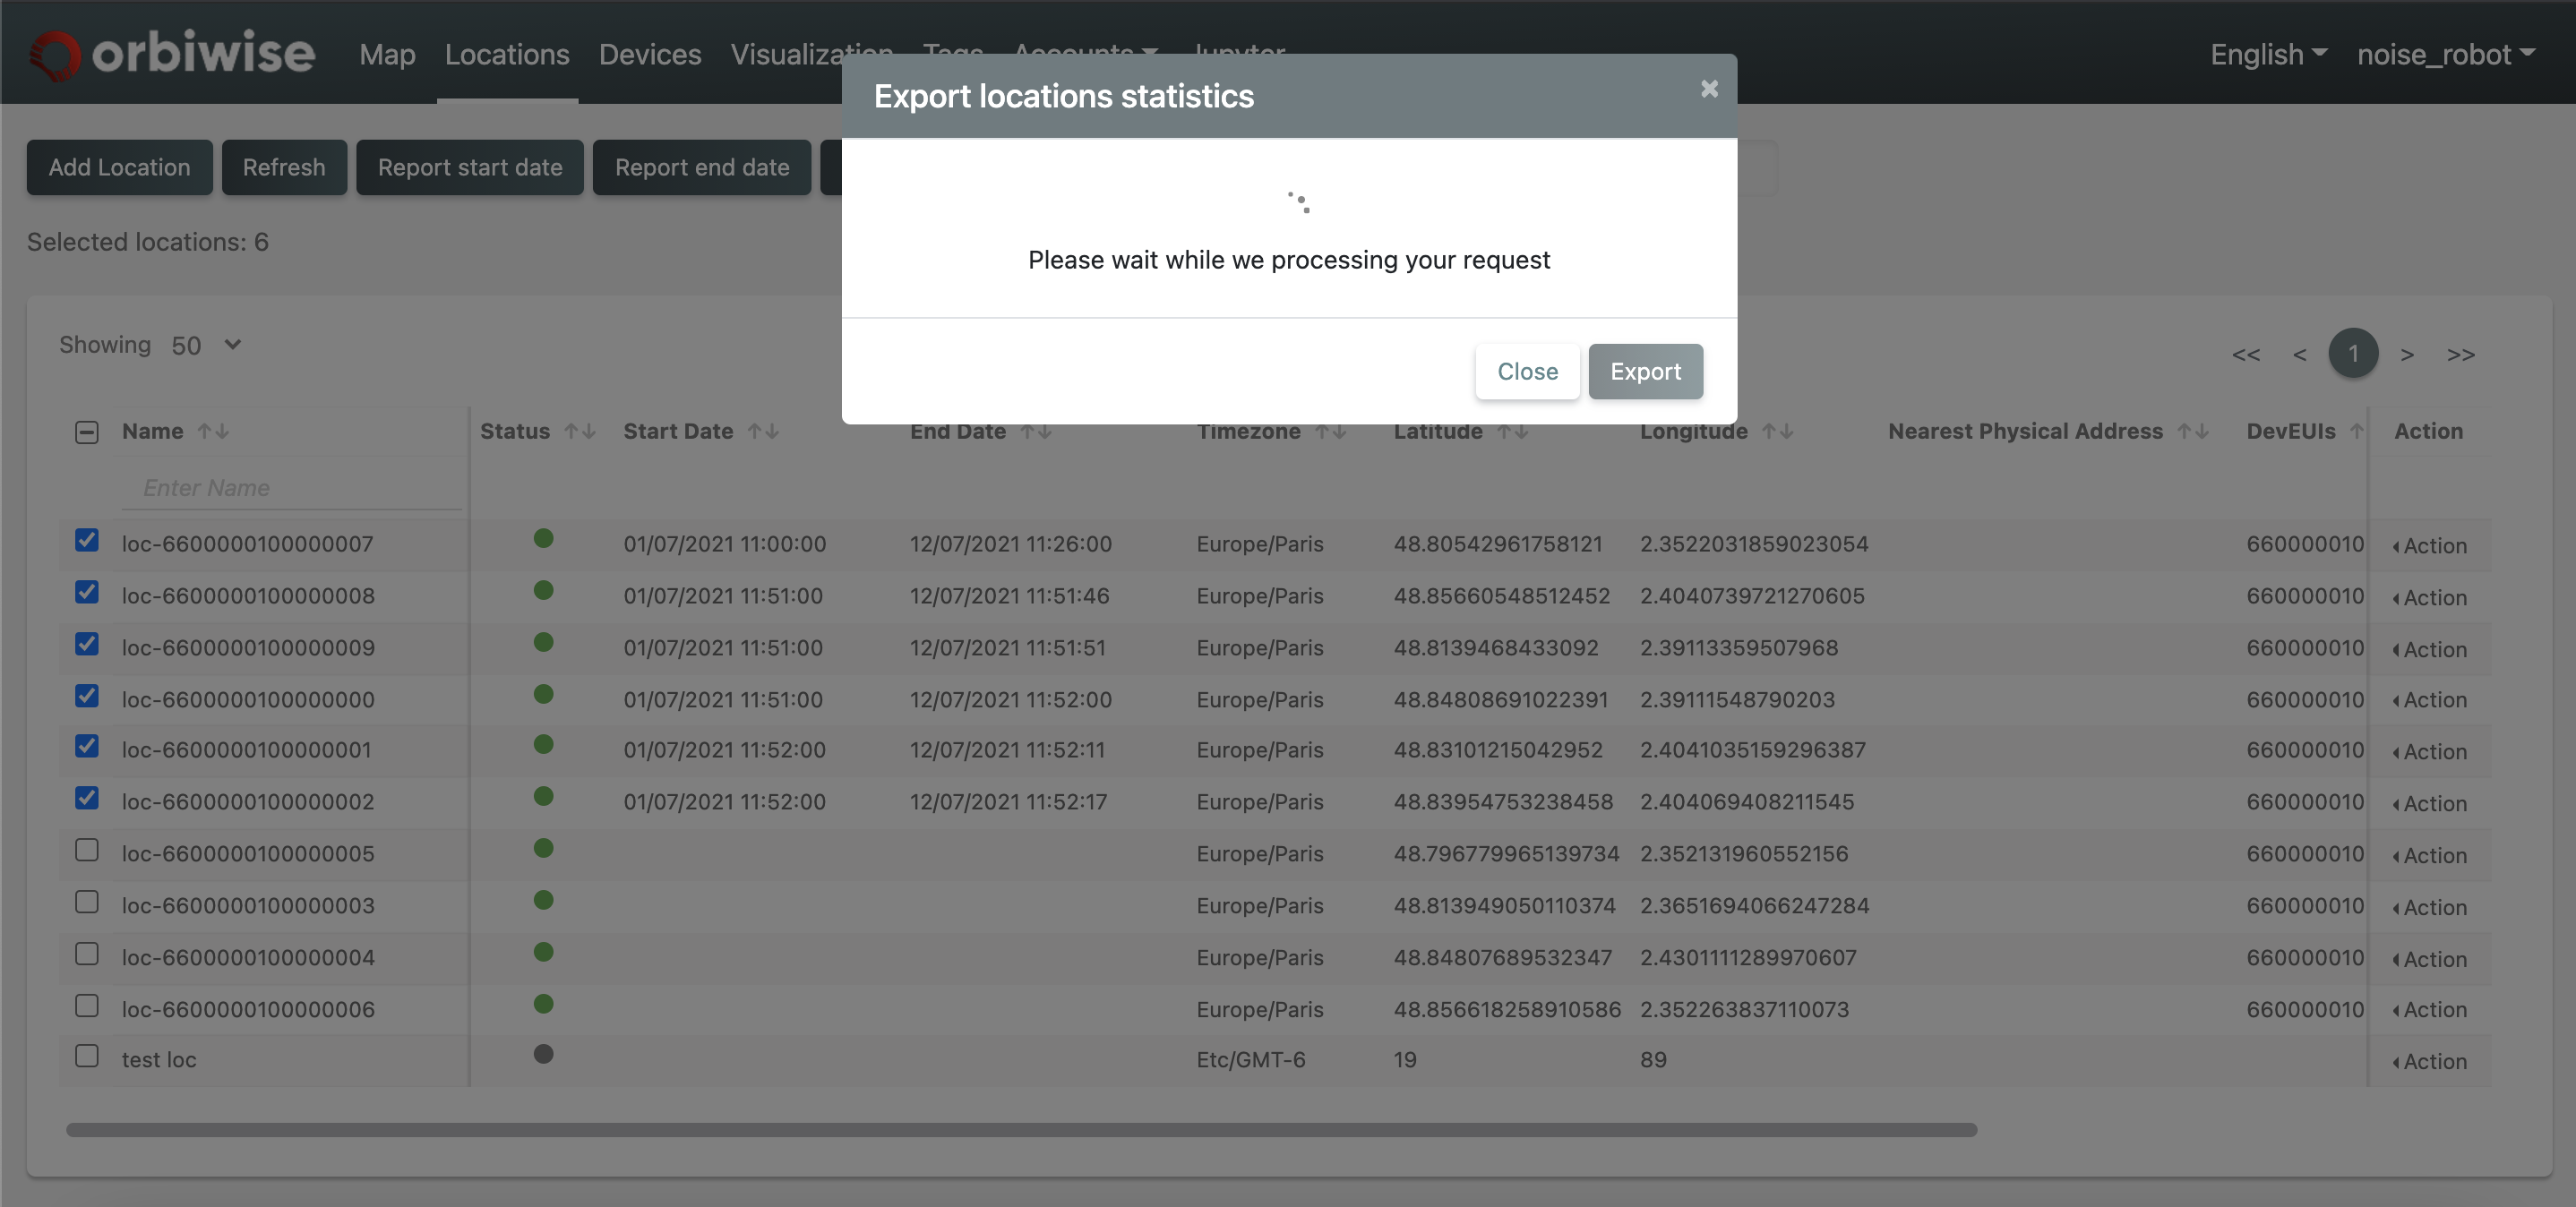 orbiwise Map Locations Devices Visualization Tags Accounts Jupyter English noise_robot
Export locations statistics ×
Add Location Refresh Report start date Report end date
Selected locations: 6
Please wait while we processing your request
Showing 50 << < 1 > >>
Close Export
Name Status Start Date End Date Timezone Latitude Longitude Nearest Physical Address DevEUIs Action
Enter Name
loc-6600000100000007 01/07/2021 11:00:00 12/07/2021 11:26:00 Europe/Paris 48.80542961758121 2.3522031859023054 660000010 Action
loc-6600000100000008 01/07/2021 11:51:00 12/07/2021 11:51:46 Europe/Paris 48.85660548512452 2.4040739721270605 660000010 Action
loc-6600000100000009 01/07/2021 11:51:00 12/07/2021 11:51:51 Europe/Paris 48.8139468433092 2.39113359507968 660000010 Action
loc-6600000100000000 01/07/2021 11:51:00 12/07/2021 11:52:00 Europe/Paris 48.84808691022391 2.39111548790203 660000010 Action
loc-6600000100000001 01/07/2021 11:52:00 12/07/2021 11:52:11 Europe/Paris 48.83101215042952 2.4041035159296387 660000010 Action
loc-6600000100000002 01/07/2021 11:52:00 12/07/2021 11:52:17 Europe/Paris 48.83954753238458 2.404069408211545 660000010 Action
loc-6600000100000005 Europe/Paris 48.796779965139734 2.352131960552156 660000010 Action
loc-6600000100000003 Europe/Paris 48.813949050110374 2.3651694066247284 660000010 Action
loc-6600000100000004 Europe/Paris 48.84807689532347 2.4301111289970607 660000010 Action
loc-6600000100000006 Europe/Paris 48.856618258910586 2.352263837110073 660000010 Action
test loc Etc/GMT-6 19 89 Action